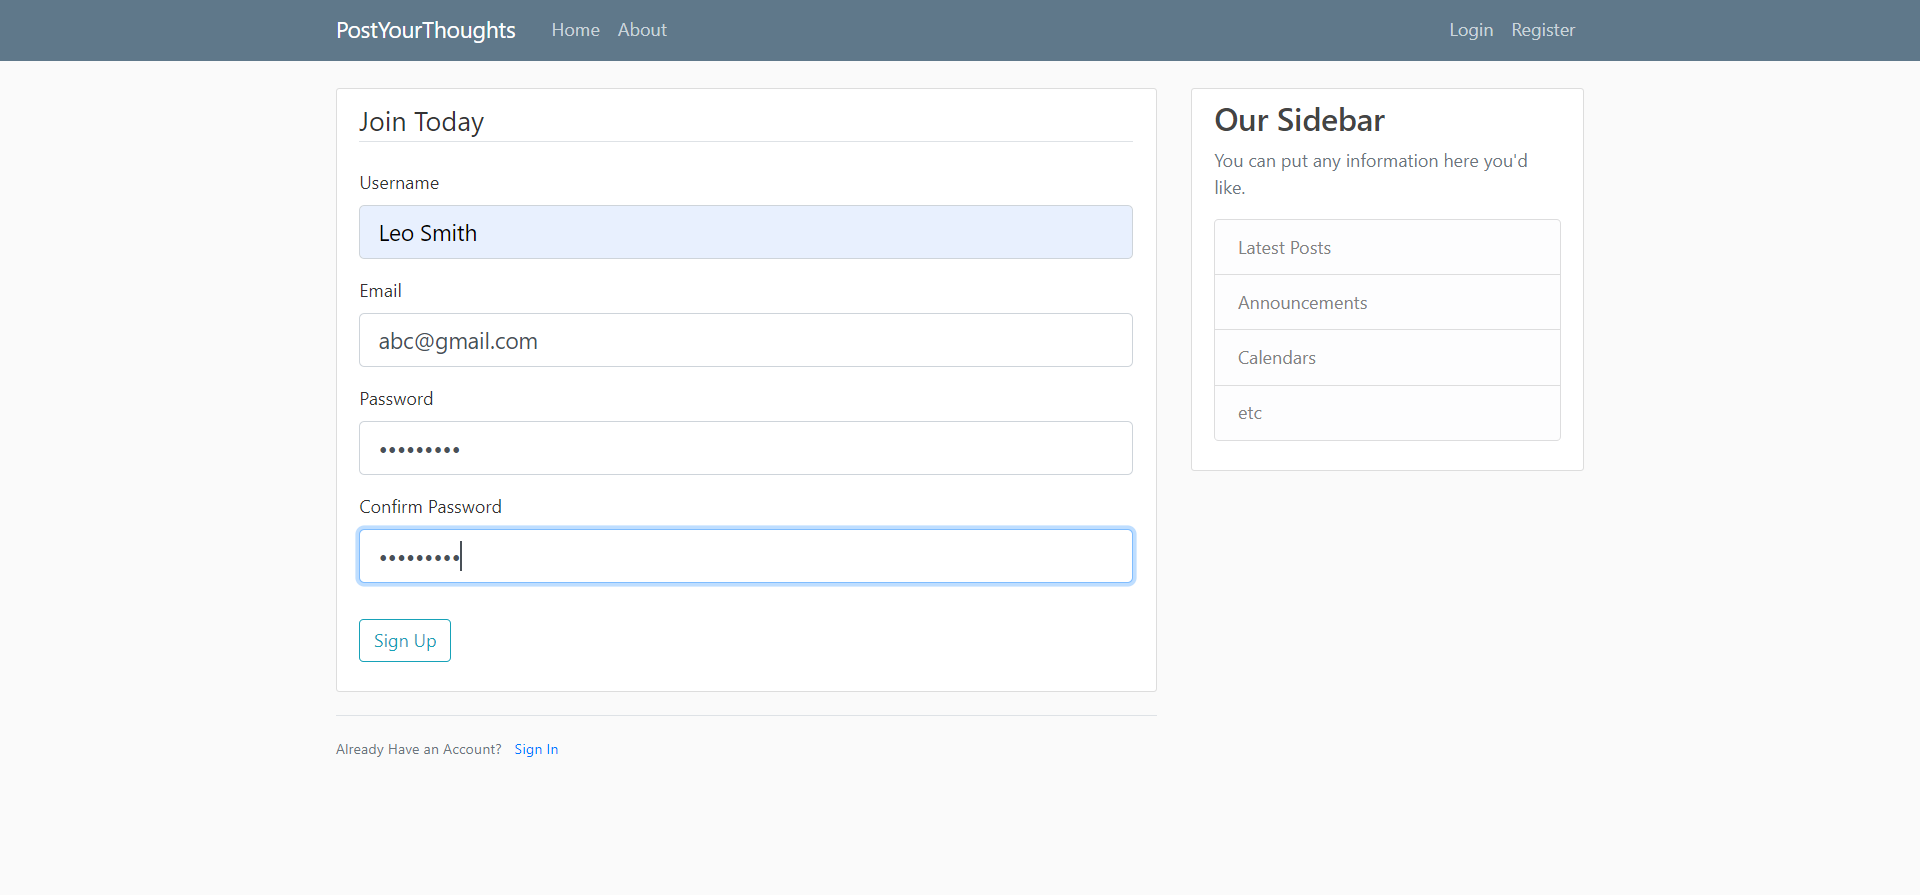 PostYourThoughts Home About Login Register
Join Today
Username
Leo Smith
Email
abc@gmail.com
Password
•••••••••
Confirm Password
•••••••••
Sign Up
Already Have an Account? Sign In
Our Sidebar
You can put any information here you'd
like.
Latest Posts
Announcements
Calendars
etc